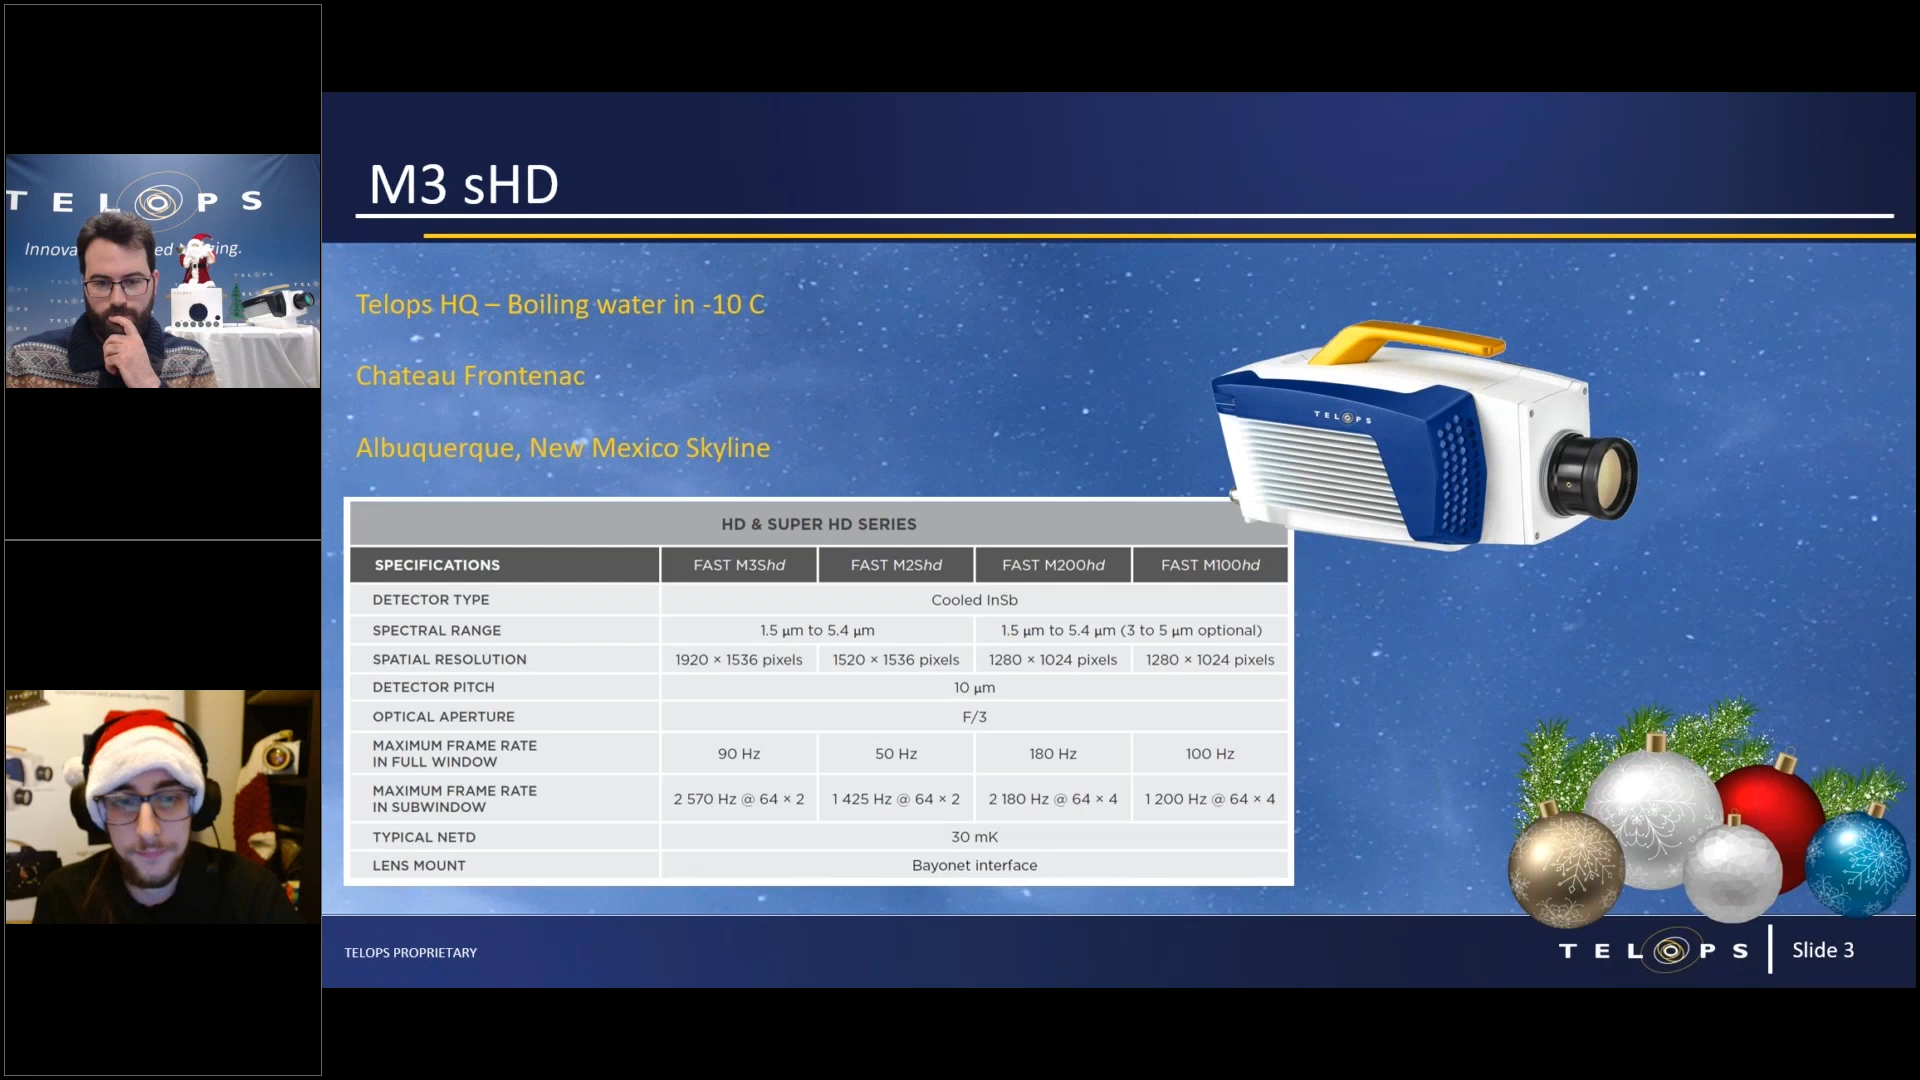 TELOPS
Innova ed ging.
M3 sHD
Telops HQ – Boiling water in -10 C
Chateau Frontenac
Albuquerque, New Mexico Skyline
TELOPS
HD & SUPER HD SERIES
SPECIFICATIONS FAST M3Shd FAST M2Shd FAST M200hd FAST M100hd
DETECTOR TYPE Cooled InSb
SPECTRAL RANGE 1.5 µm to 5.4 µm 1.5 µm to 5.4 µm (3 to 5 µm optional)
SPATIAL RESOLUTION 1920 × 1536 pixels 1520 × 1536 pixels 1280 × 1024 pixels 1280 × 1024 pixels
DETECTOR PITCH 10 µm
OPTICAL APERTURE F/3
MAXIMUM FRAME RATE
IN FULL WINDOW 90 Hz 50 Hz 180 Hz 100 Hz
MAXIMUM FRAME RATE
IN SUBWINDOW 2 570 Hz @ 64 × 2 1 425 Hz @ 64 × 2 2 180 Hz @ 64 × 4 1 200 Hz @ 64 × 4
TYPICAL NETD 30 mK
LENS MOUNT Bayonet interface
TELOPS PROPRIETARY
TELOPS
Slide 3